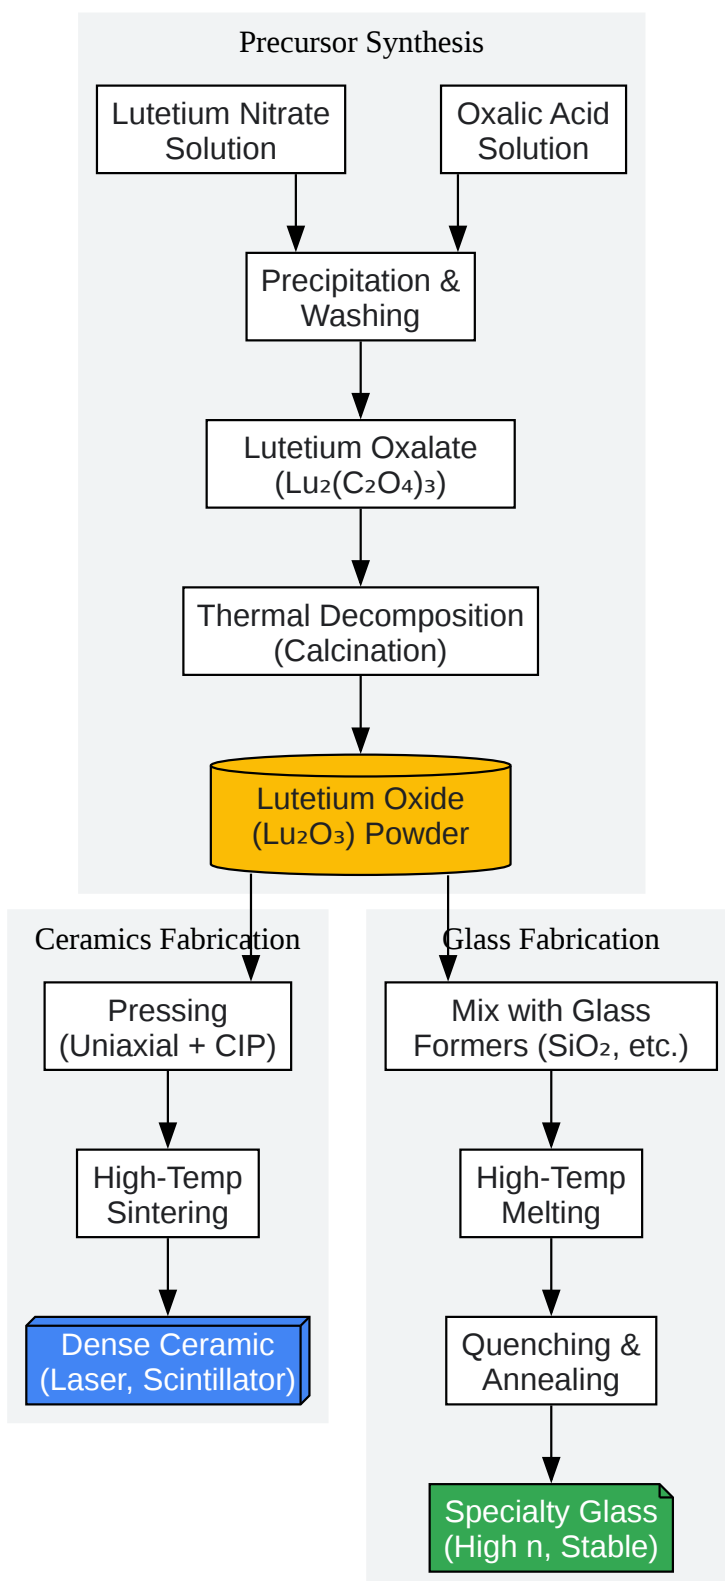 Precursor Synthesis
Lutetium Nitrate
Solution
Oxalic Acid
Solution
Precipitation &
Washing
Lutetium Oxalate
(Lu₂(C₂O₄)₃)
Thermal Decomposition
(Calcination)
Lutetium Oxide
(Lu₂O₃) Powder
Ceramics Fabrication
Pressing
(Uniaxial + CIP)
High-Temp
Sintering
Dense Ceramic
(Laser, Scintillator)
Glass Fabrication
Mix with Glass
Formers (SiO₂, etc.)
High-Temp
Melting
Quenching &
Annealing
Specialty Glass
(High n, Stable)